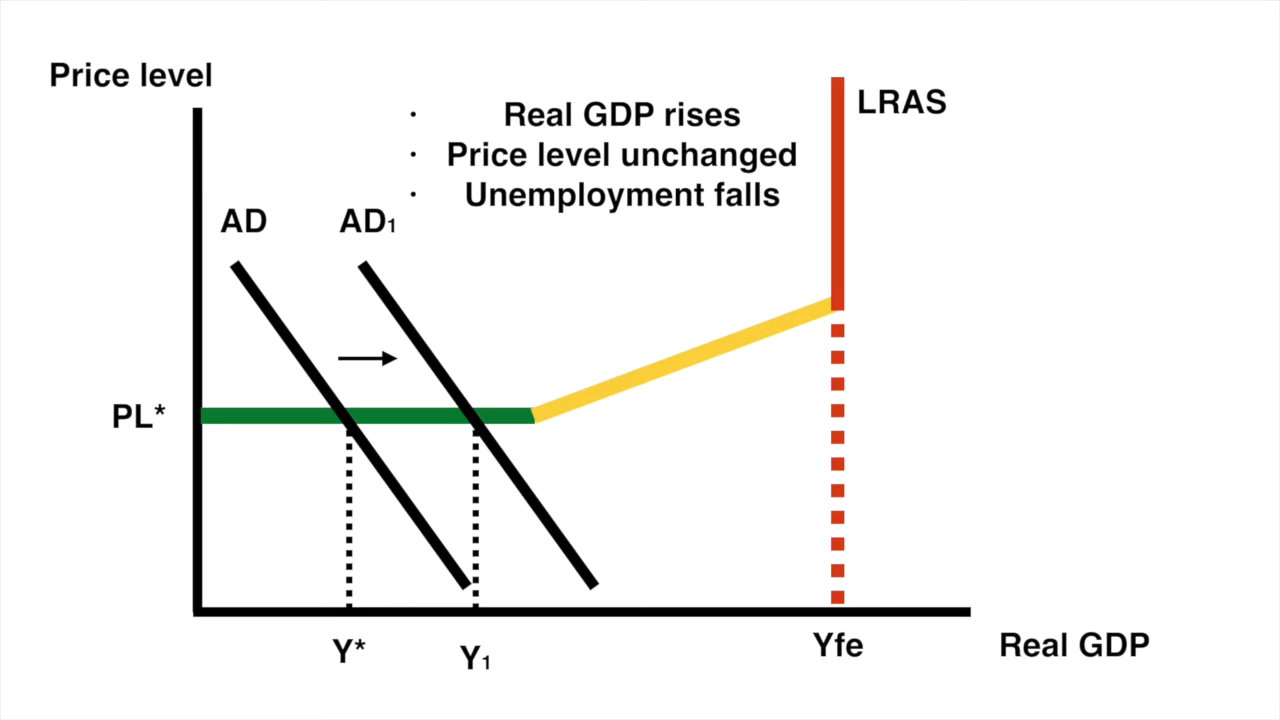 Price level
LRAS
· Real GDP rises
· Price level unchanged
· Unemployment falls
AD
AD₁
PL*
Y*
Y₁
Yfe
Real GDP